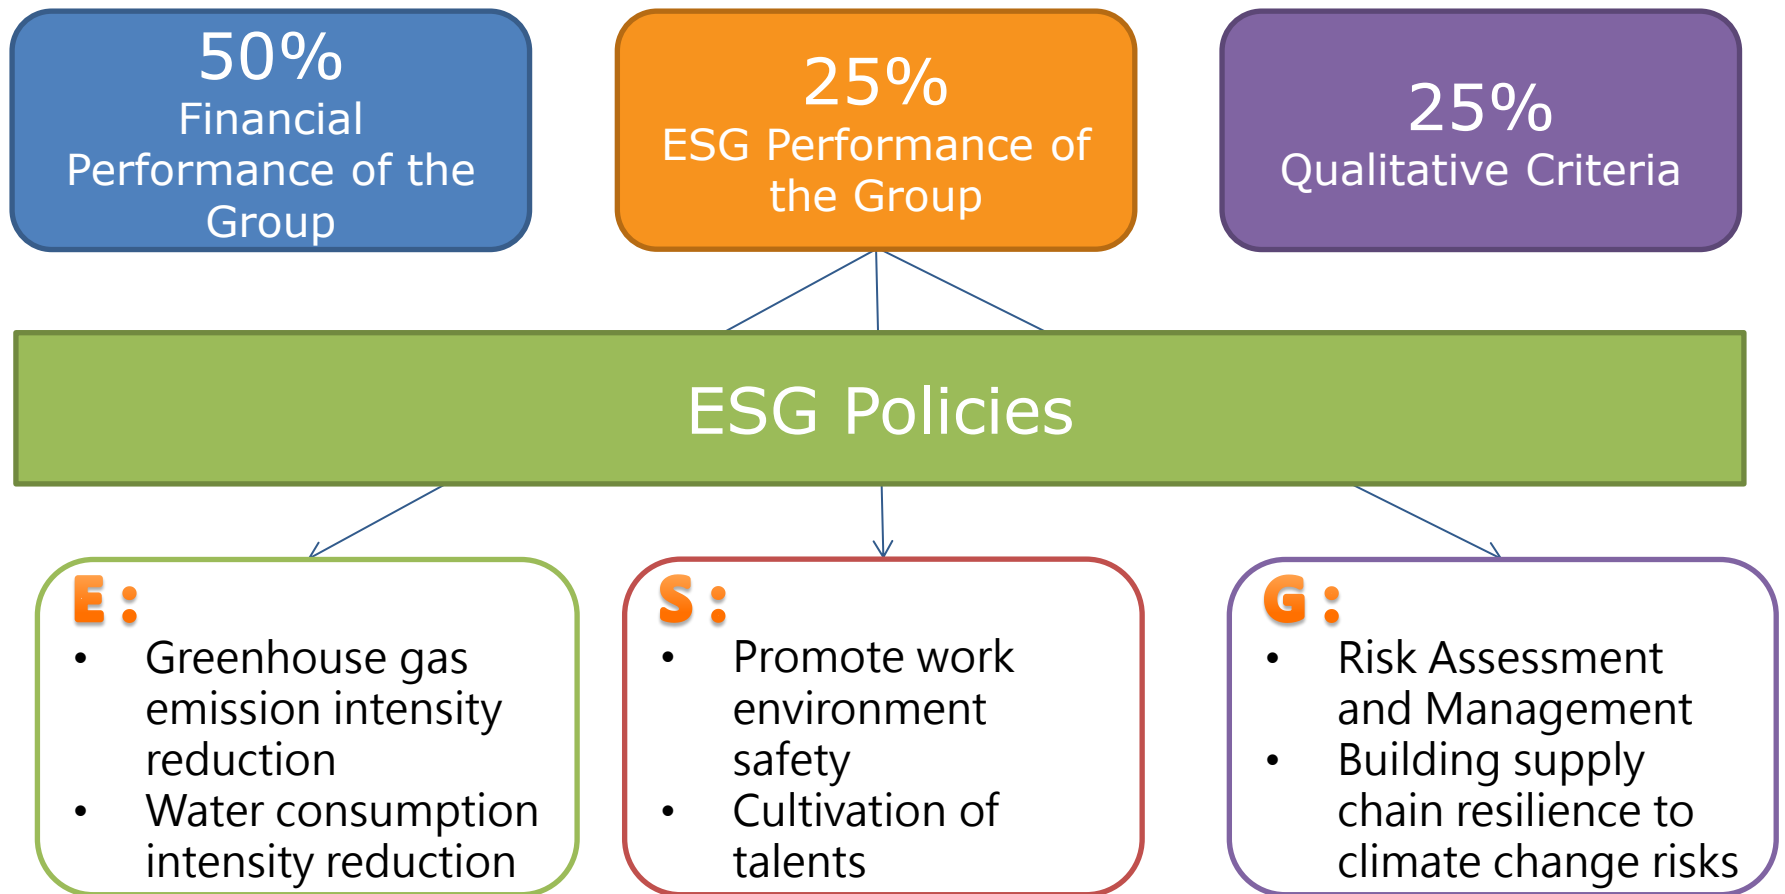 50%
Financial
Performance of the
Group
25%
ESG Performance of
the Group
25%
Qualitative Criteria
ESG Policies
E :
• Greenhouse gas
emission intensity
reduction
• Water consumption
intensity reduction
S :
• Promote work
environment
safety
• Cultivation of
talents
G :
• Risk Assessment
and Management
• Building supply
chain resilience to
climate change risks